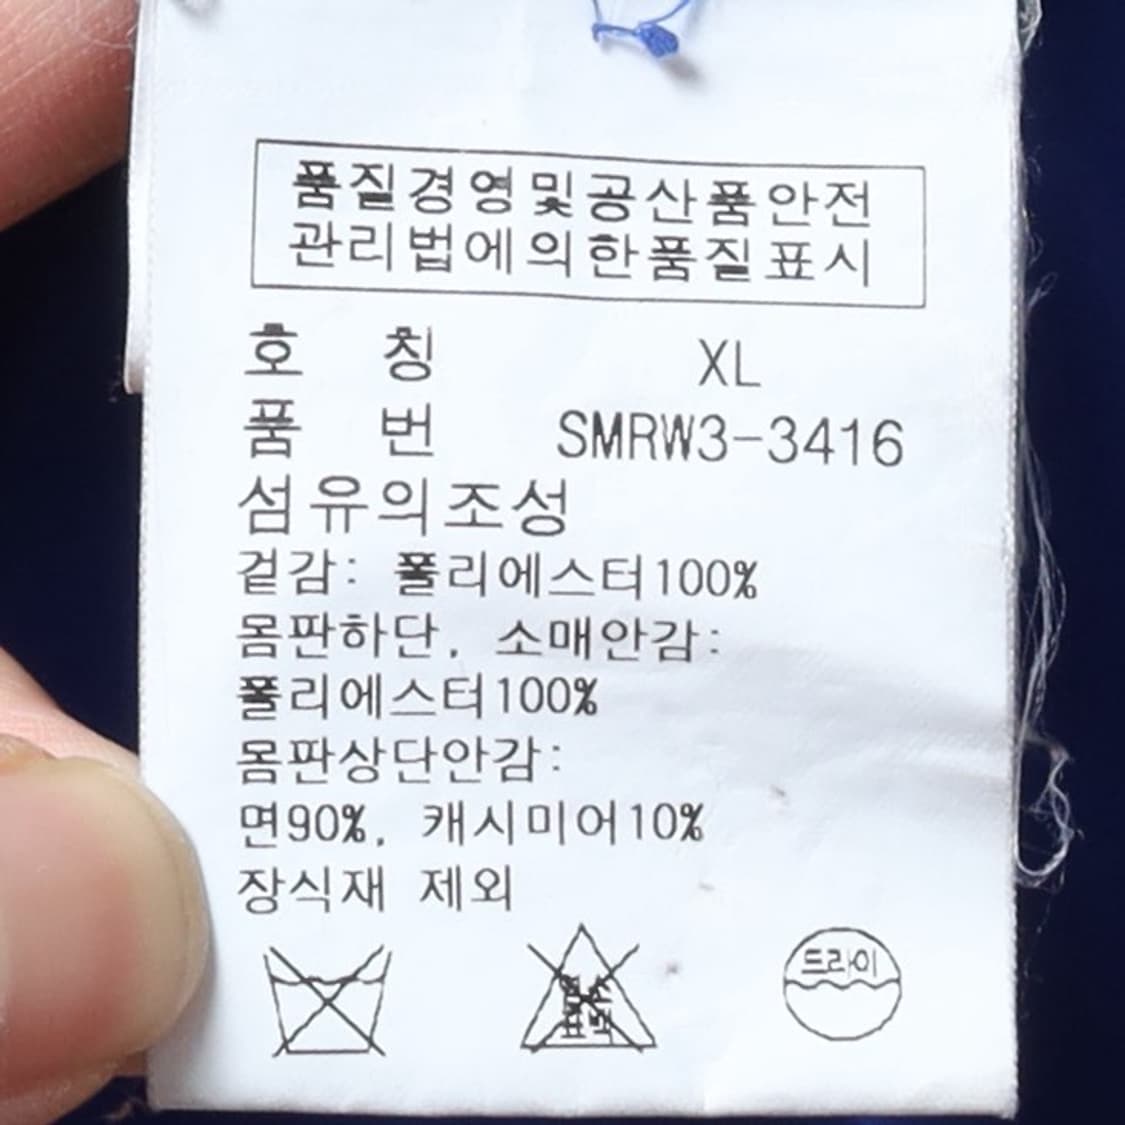 품질경영및공산품안전
관리법에의한품질표시
호 칭 XL
품 번 SMRW3-3416
섬유의조성
겉감: 폴리에스터100%
몸판하단, 소매안감:
폴리에스터100%
몸판상단안감:
면90%, 캐시미어10%
장식재 제외
드라이